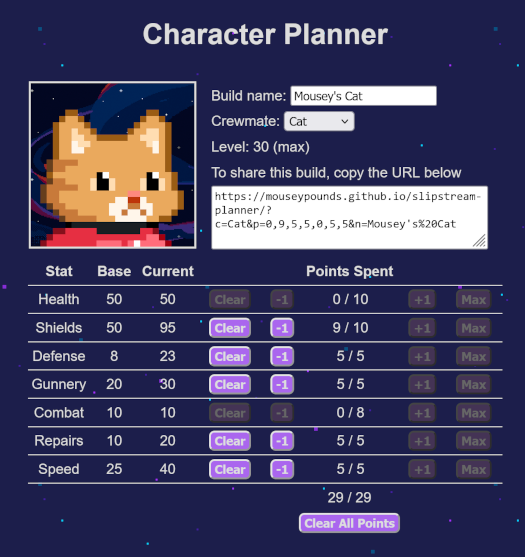 Character Planner
Build name: Mousey's Cat
Crewmate: Cat
Level: 30 (max)
To share this build, copy the URL below
https://mouseypounds.github.io/slipstream-
planner/?
c=Cat&p=0,9,5,5,0,5,5&n=Mousey's%20Cat
Stat Base Current Points Spent
Health 50 50 Clear -1 0 / 10 +1 Max
Shields 50 95 Clear -1 9 / 10 +1 Max
Defense 8 23 Clear -1 5 / 5 +1 Max
Gunnery 20 30 Clear -1 5 / 5 +1 Max
Combat 10 10 Clear -1 0 / 8 +1 Max
Repairs 10 20 Clear -1 5 / 5 +1 Max
Speed 25 40 Clear -1 5 / 5 +1 Max
29 / 29
Clear All Points